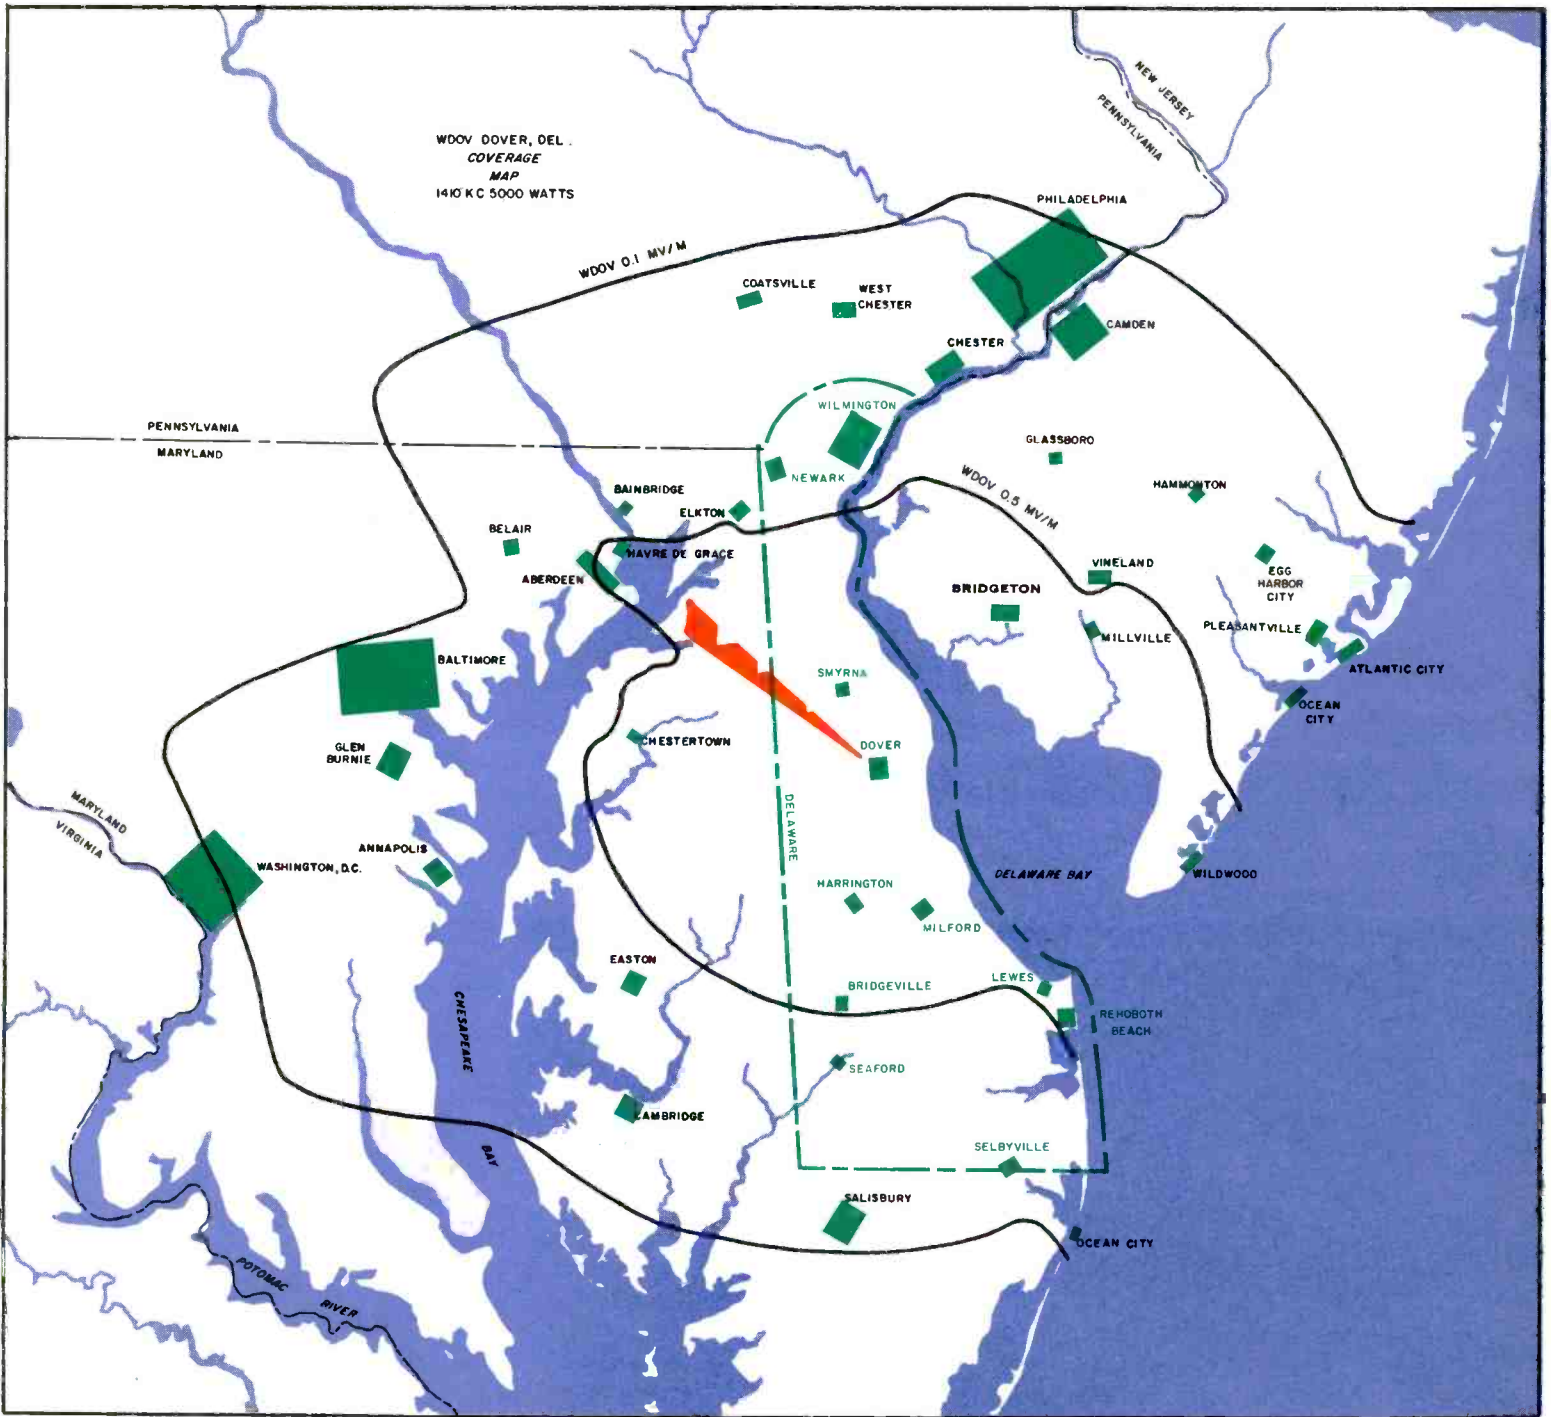 NEW JERSEY
PENNSYLVANIA
WDOV DOVER, DEL.
COVERAGE
MAP
1410 KC 5000 WATTS
PHILADELPHIA
WDOV 0.1 MV/M
COATSVILLE
WEST
CHESTER
CAMDEN
CHESTER
WILMINGTON
PENNSYLVANIA
MARYLAND
GLASSBORO
NEWARK
WDOV 0.5 MV/M
HAMMONTON
BAINBRIDGE
ELKTON
BELAIR
HAVRE DE GRACE
ABERDEEN
VINELAND
EGG
HARBOR
CITY
BRIDGETON
MILLVILLE
PLEASANTVILLE
ATLANTIC CITY
BALTIMORE
SMYRNA
OCEAN
CITY
CHESTERTOWN
DOVER
GLEN
BURNIE
MARYLAND
VIRGINIA
DELAWARE
ANNAPOLIS
WASHINGTON, D.C.
DELAWARE BAY
WILDWOOD
HARRINGTON
MILFORD
EASTON
LEWES
BRIDGEVILLE
REHOBOTH
BEACH
CHESAPEAKE
SEAFORD
CAMBRIDGE
BAY
SELBYVILLE
SALISBURY
OCEAN CITY
POTOMAC
RIVER